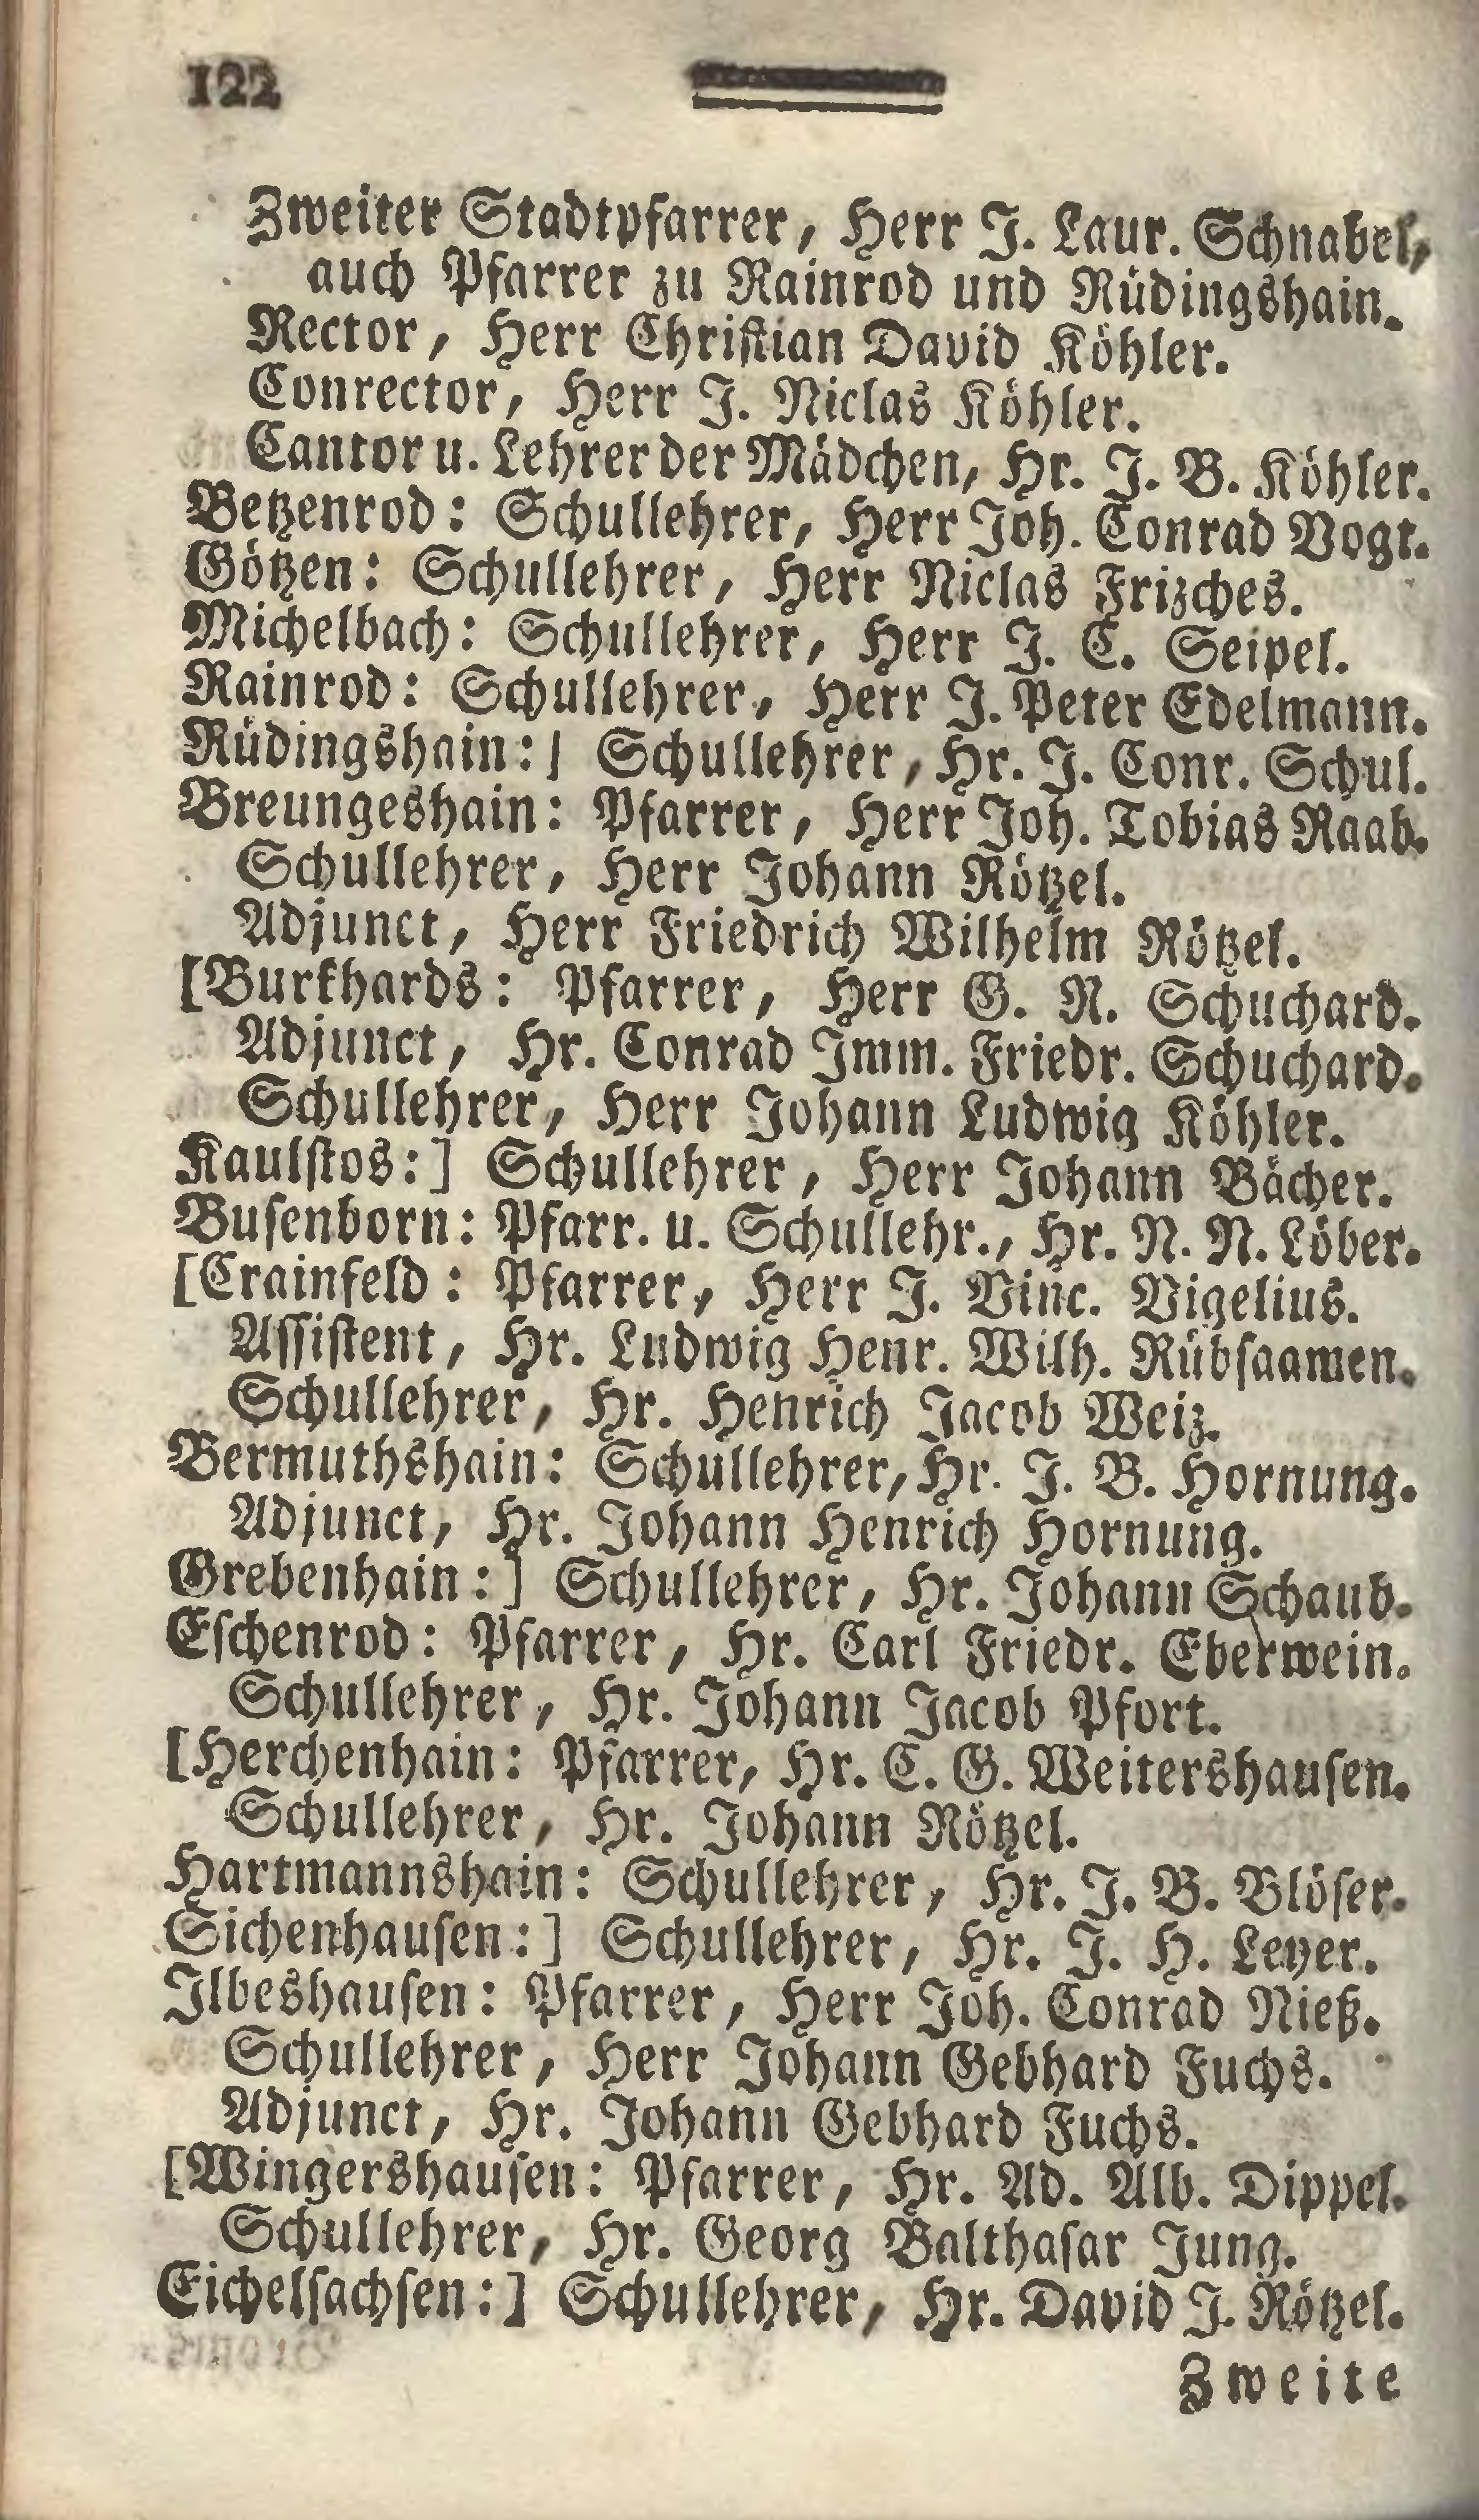 122
Zweiter Stadtpfarrer, Herr J. Laur. Schnabel,
auch Pfarrer zu Rainrod und Rüdingshain.
Rector, Herr Chriſtian David Köhler.
Conrector, Herr J. Niclas Köhler.
Cantor u. Lehrer der Mädchen, Hr. J. B. Köhler.
Betzenrod: Schullehrer, Herr Joh. Conrad Vogt.
Götzen: Schullehrer, Herr Niclas Frizches.
Michelbach: Schullehrer, Herr J. C. Seipel.
Rainrod: Schullehrer, Herr J. Peter Edelmann.
Rüdingshain:] Schullehrer, Hr. J. Conr. Schul.
Breungeshain: Pfarrer, Herr Joh. Tobias Raab.
Schullehrer, Herr Johann Rötzel.
Adjunct, Herr Friedrich Wilhelm Rötzel.
[Burkhards: Pfarrer, Herr G. N. Schuchard.
Adjunct, Hr. Conrad Imm. Friedr. Schuchard.
Schullehrer, Herr Johann Ludwig Köhler.
Kaulſtos:] Schullehrer, Herr Johann Bächer.
Buſenborn: Pfarr. u. Schullehr., Hr. N. N. Löber.
[Crainfeld: Pfarrer, Herr J. Vinc. Vigelius.
Aſſiſtent, Hr. Ludwig Henr. Wilh. Rübſaamen.
Schullehrer, Hr. Henrich Jacob Weiz.
Bermuthshain: Schullehrer, Hr. J. B. Hornung.
Adjunct, Hr. Johann Henrich Hornung.
Grebenhain:] Schullehrer, Hr. Johann Schaub.
Eſchenrod: Pfarrer, Hr. Carl Friedr. Eberwein.
Schullehrer, Hr. Johann Jacob Pfort.
[Herchenhain: Pfarrer, Hr. C. G. Weitershauſen.
Schullehrer, Hr. Johann Rötzel.
Hartmannshain: Schullehrer, Hr. J. B. Blöſer.
Sichenhauſen:] Schullehrer, Hr. J. H. Leyer.
Ilbeshauſen: Pfarrer, Herr Joh. Conrad Nieß.
Schullehrer, Herr Johann Gebhard Fuchs.
Adjunct, Hr. Johann Gebhard Fuchs.
[Wingershauſen: Pfarrer, Hr. Ad. Alb. Dippel.
Schullehrer, Hr. Georg Balthaſar Jung.
Eichelſachſen:] Schullehrer, Hr. David J. Rötzel.
Zweite